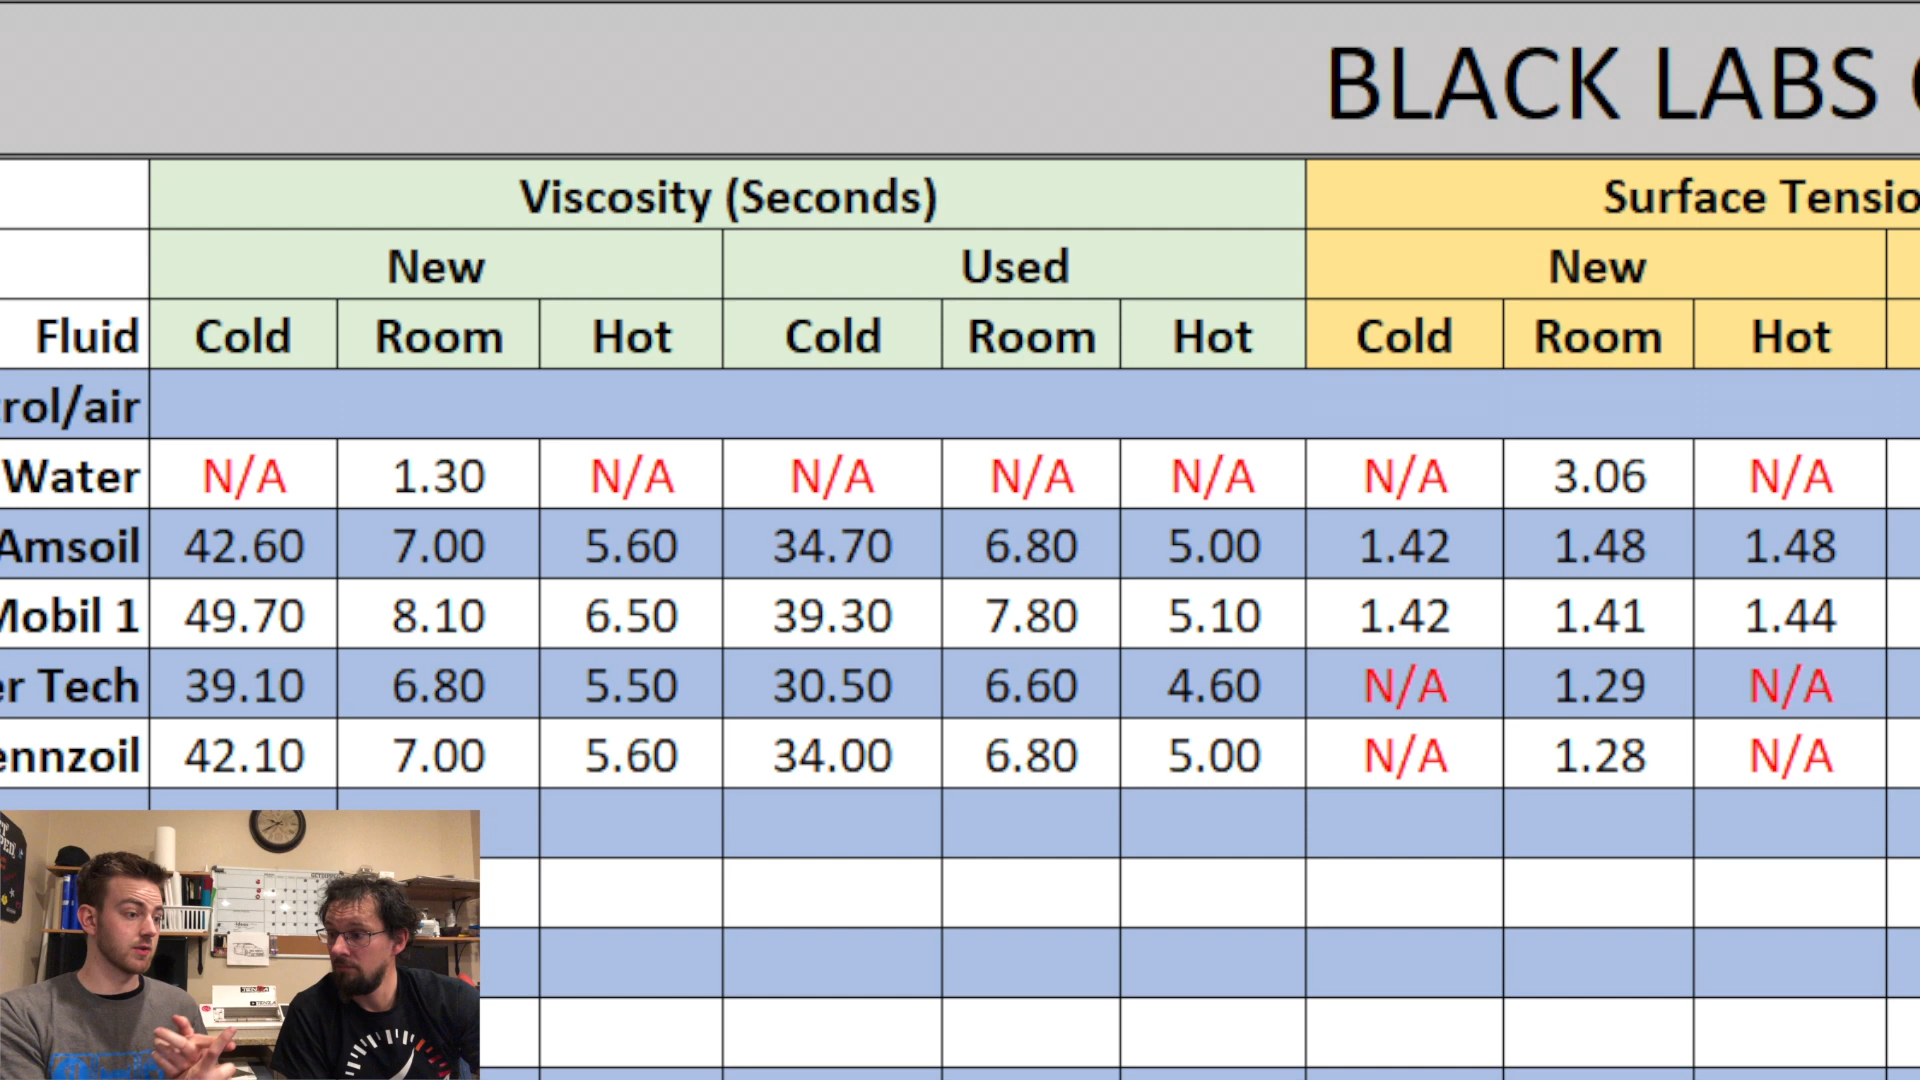 BLACK LABS
Viscosity (Seconds) Surface Tensio
New Used New
Fluid Cold Room Hot Cold Room Hot Cold Room Hot
rol/air
Water N/A 1.30 N/A N/A N/A N/A N/A 3.06 N/A
Amsoil 42.60 7.00 5.60 34.70 6.80 5.00 1.42 1.48 1.48
Mobil 1 49.70 8.10 6.50 39.30 7.80 5.10 1.42 1.41 1.44
er Tech 39.10 6.80 5.50 30.50 6.60 4.60 N/A 1.29 N/A
ennzoil 42.10 7.00 5.60 34.00 6.80 5.00 N/A 1.28 N/A